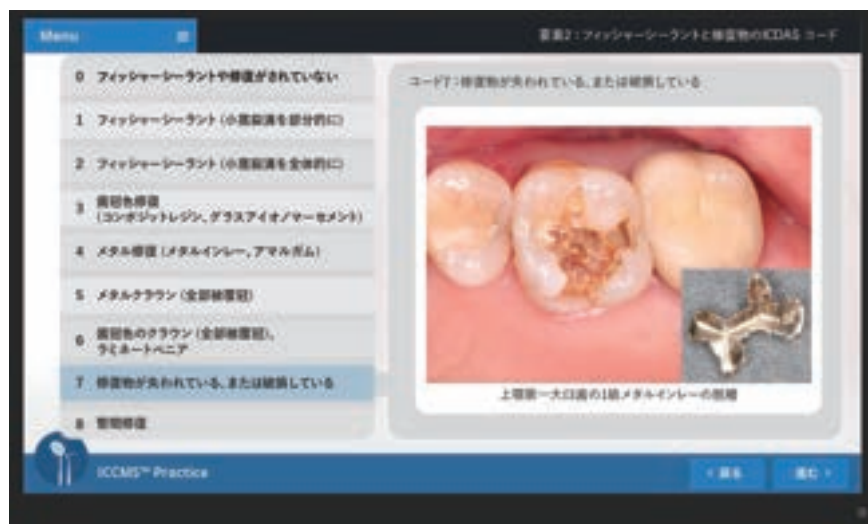 Menu
要素2:フィッシャーシーラントと修復物のICDAS コード
0 フィッシャーシーラントや修復がされていない
1 フィッシャーシーラント(小窩裂溝を部分的に)
2 フィッシャーシーラント(小窩裂溝を全体的に)
3 歯冠色修復
(コンポジットレジン、グラスアイオノマーセメント)
4 メタル修復(メタルインレー、アマルガム)
5 メタルクラウン(全部被覆冠)
6 歯冠色のクラウン(全部被覆冠)、
ラミネートベニア
7 修復物が失われている、または破損している
8 暫間修復
コード7:修復物が失われている、または破損している
上顎第一大臼歯の1級メタルインレーの脱離
ICCMS™ Practice
< 戻る
進む >